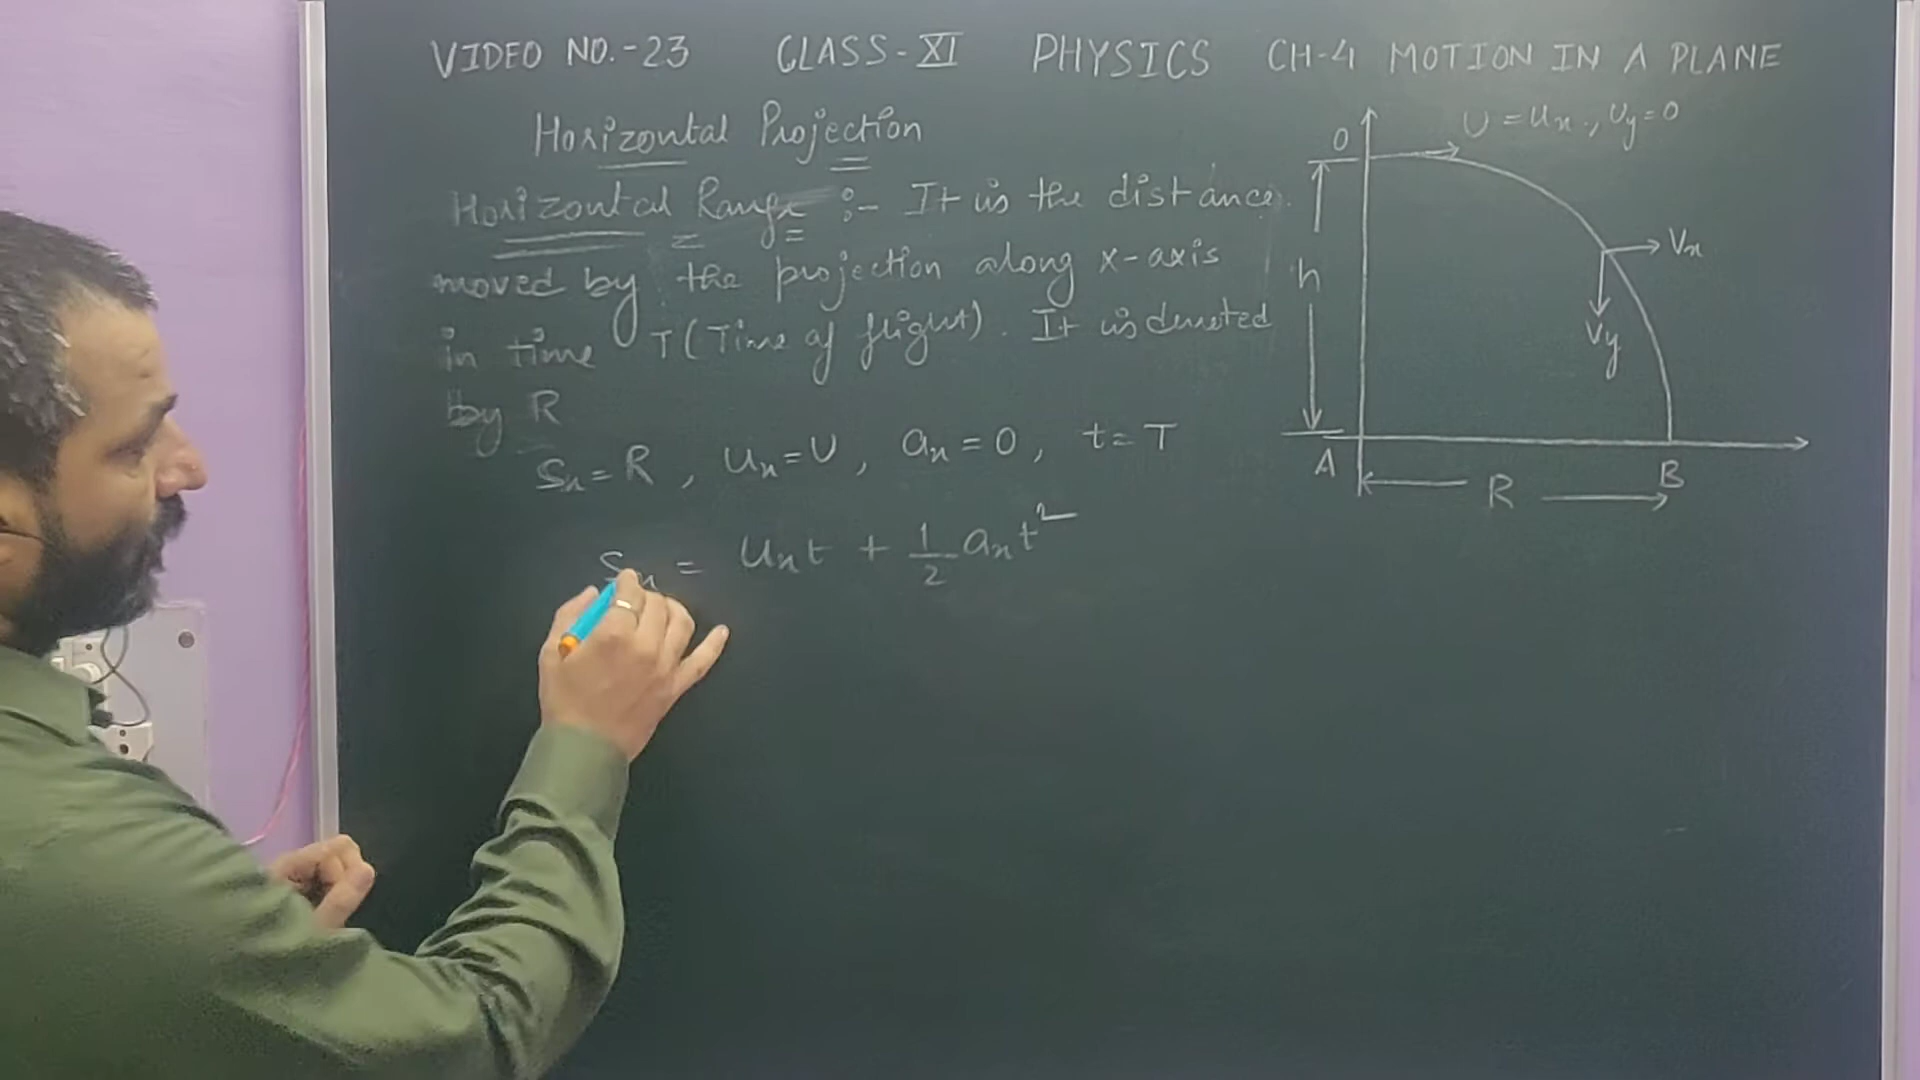 VIDEO NO.-23 CLASS-XI PHYSICS CH-4 MOTION IN A PLANE
Horizontal Projection
Horizontal Range :- It is the distance
moved by the projection along x-axis
in time T (Time of flight). It is denoted
by R
Sx = R, ux = U, ax = 0, t = T
Sx = uxt + 1/2 axt²
O
U = ux, Uy = 0
Vx
Vy
h
A
R
B